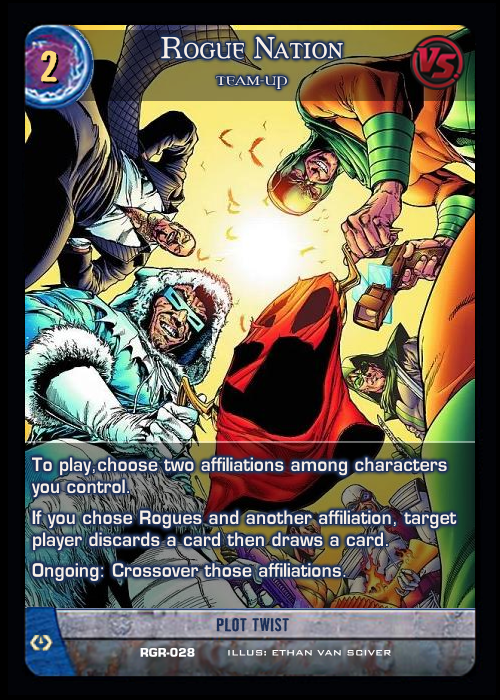 2
Rogue Nation
TEAM-UP
VS.
To play,choose two affiliations among characters
you control.
If you chose Rogues and another affiliation, target
player discards a card then draws a card.
Ongoing: Crossover those affiliations.
PLOT TWIST
RGR-028 ILLUS: ETHAN VAN SCIVER